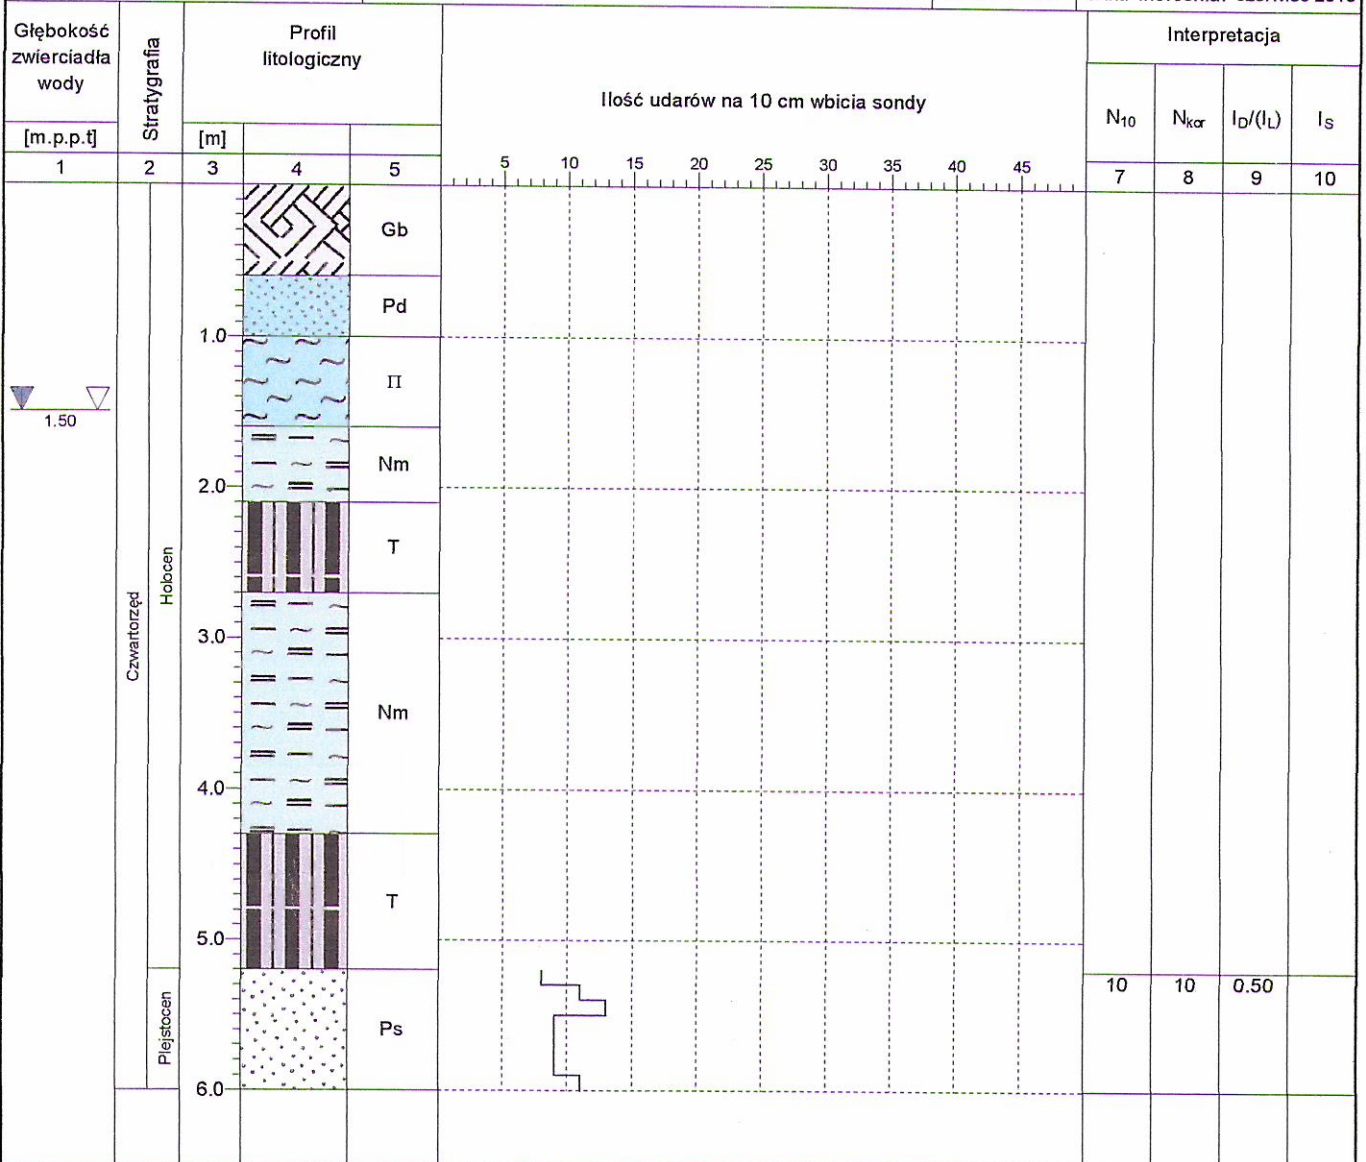 Głębokość
zwierciadła
wody
[m.p.p.t]
Stratygrafia
Profil
litologiczny
[m]
Ilość udarów na 10 cm wbicia sondy
Interpretacja
N10
Nkor
ID/(IL)
IS
1 2 3 4 5
5 10 15 20 25 30 35 40 45
7 8 9 10
Gb
Pd
1.0
Π
1.50
Nm
2.0
T
Holocen
Czwartorzęd
3.0
Nm
4.0
T
5.0
10 10 0.50
Plejstocen
Ps
6.0